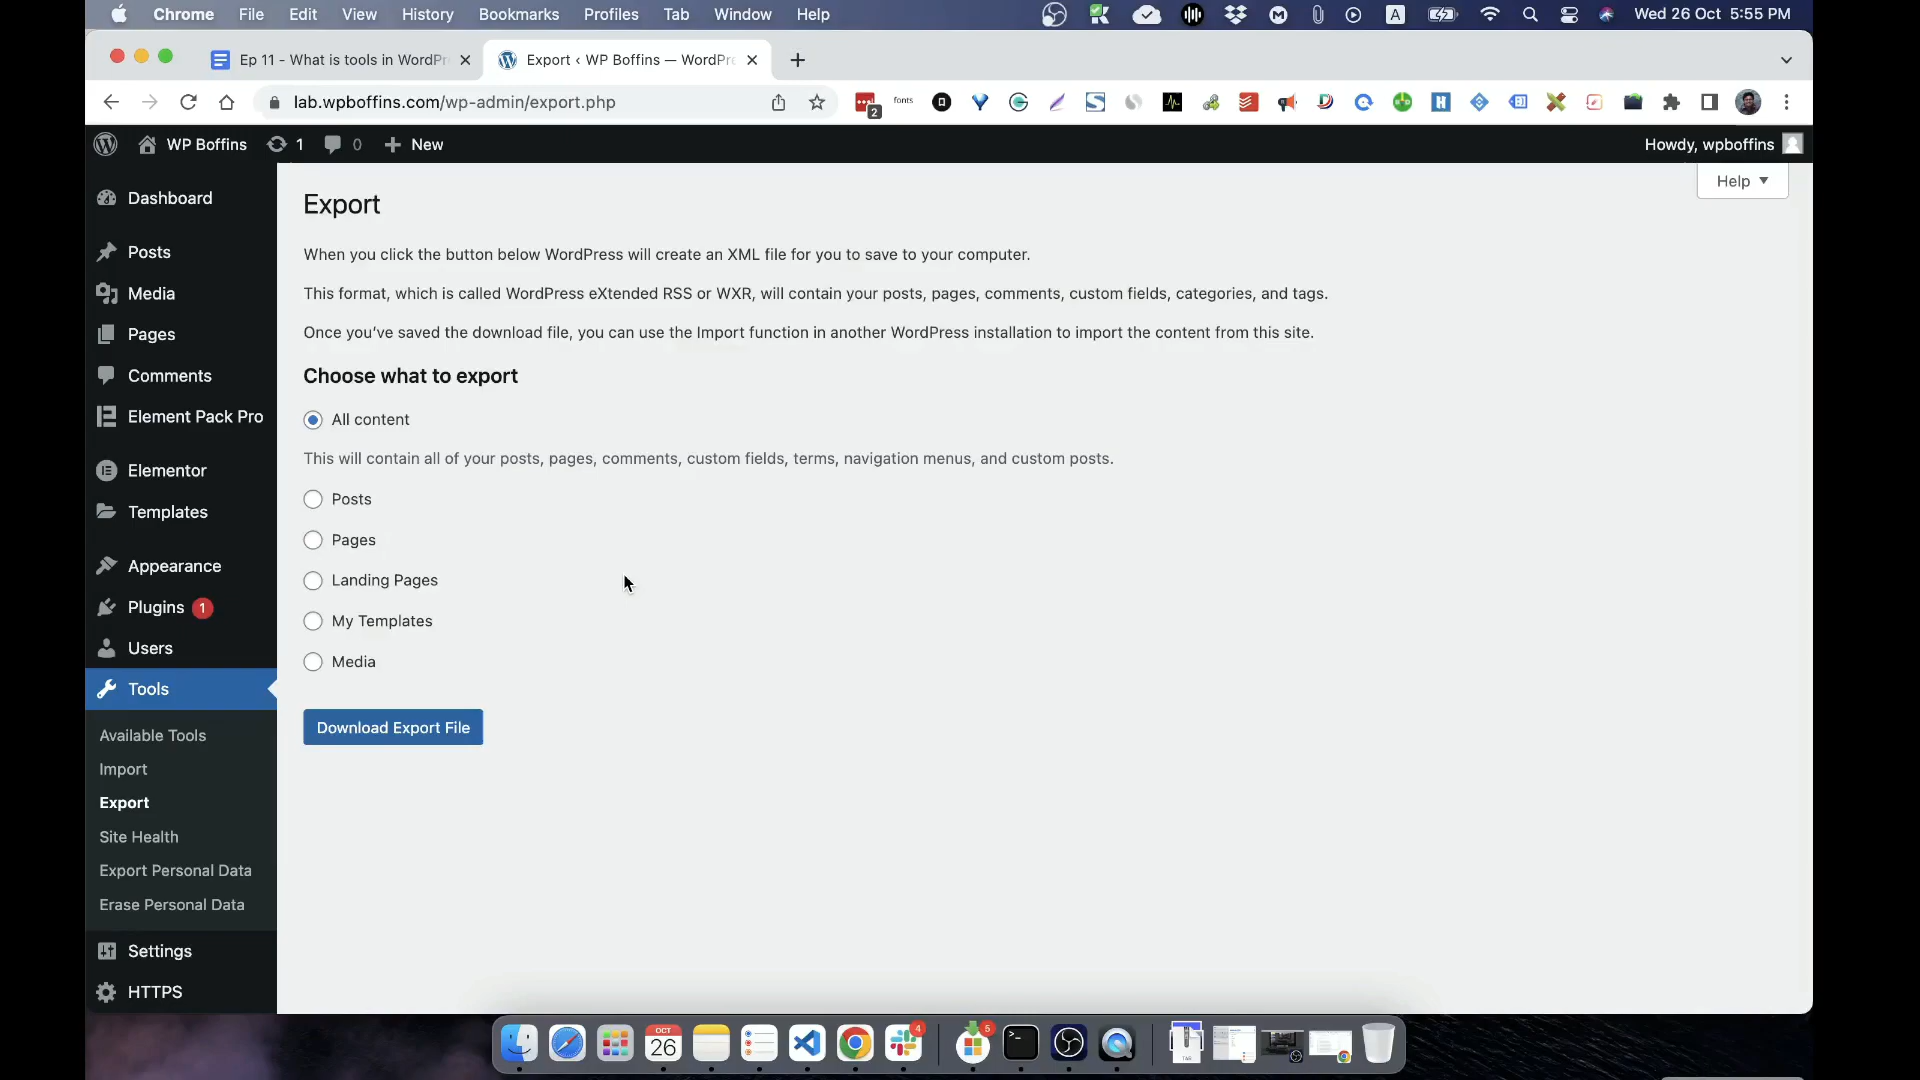 Chrome File Edit View History Bookmarks Profiles Tab Window Help
A
Wed 26 Oct 5:55 PM
Ep 11 - What is tools in WordPr
Export ‹ WP Boffins — WordPre
lab.wpboffins.com/wp-admin/export.php
2
fonts
WP Boffins
1
0
New
Howdy, wpboffins
Help
Dashboard
Posts
Media
Pages
Comments
Element Pack Pro
Elementor
Templates
Appearance
Plugins 1
Users
Tools
Available Tools
Import
Export
Site Health
Export Personal Data
Erase Personal Data
Settings
HTTPS
Export
When you click the button below WordPress will create an XML file for you to save to your computer.
This format, which is called WordPress eXtended RSS or WXR, will contain your posts, pages, comments, custom fields, categories, and tags.
Once you've saved the download file, you can use the Import function in another WordPress installation to import the content from this site.
Choose what to export
All content
This will contain all of your posts, pages, comments, custom fields, terms, navigation menus, and custom posts.
Posts
Pages
Landing Pages
My Templates
Media
Download Export File
OCT
26
4
5